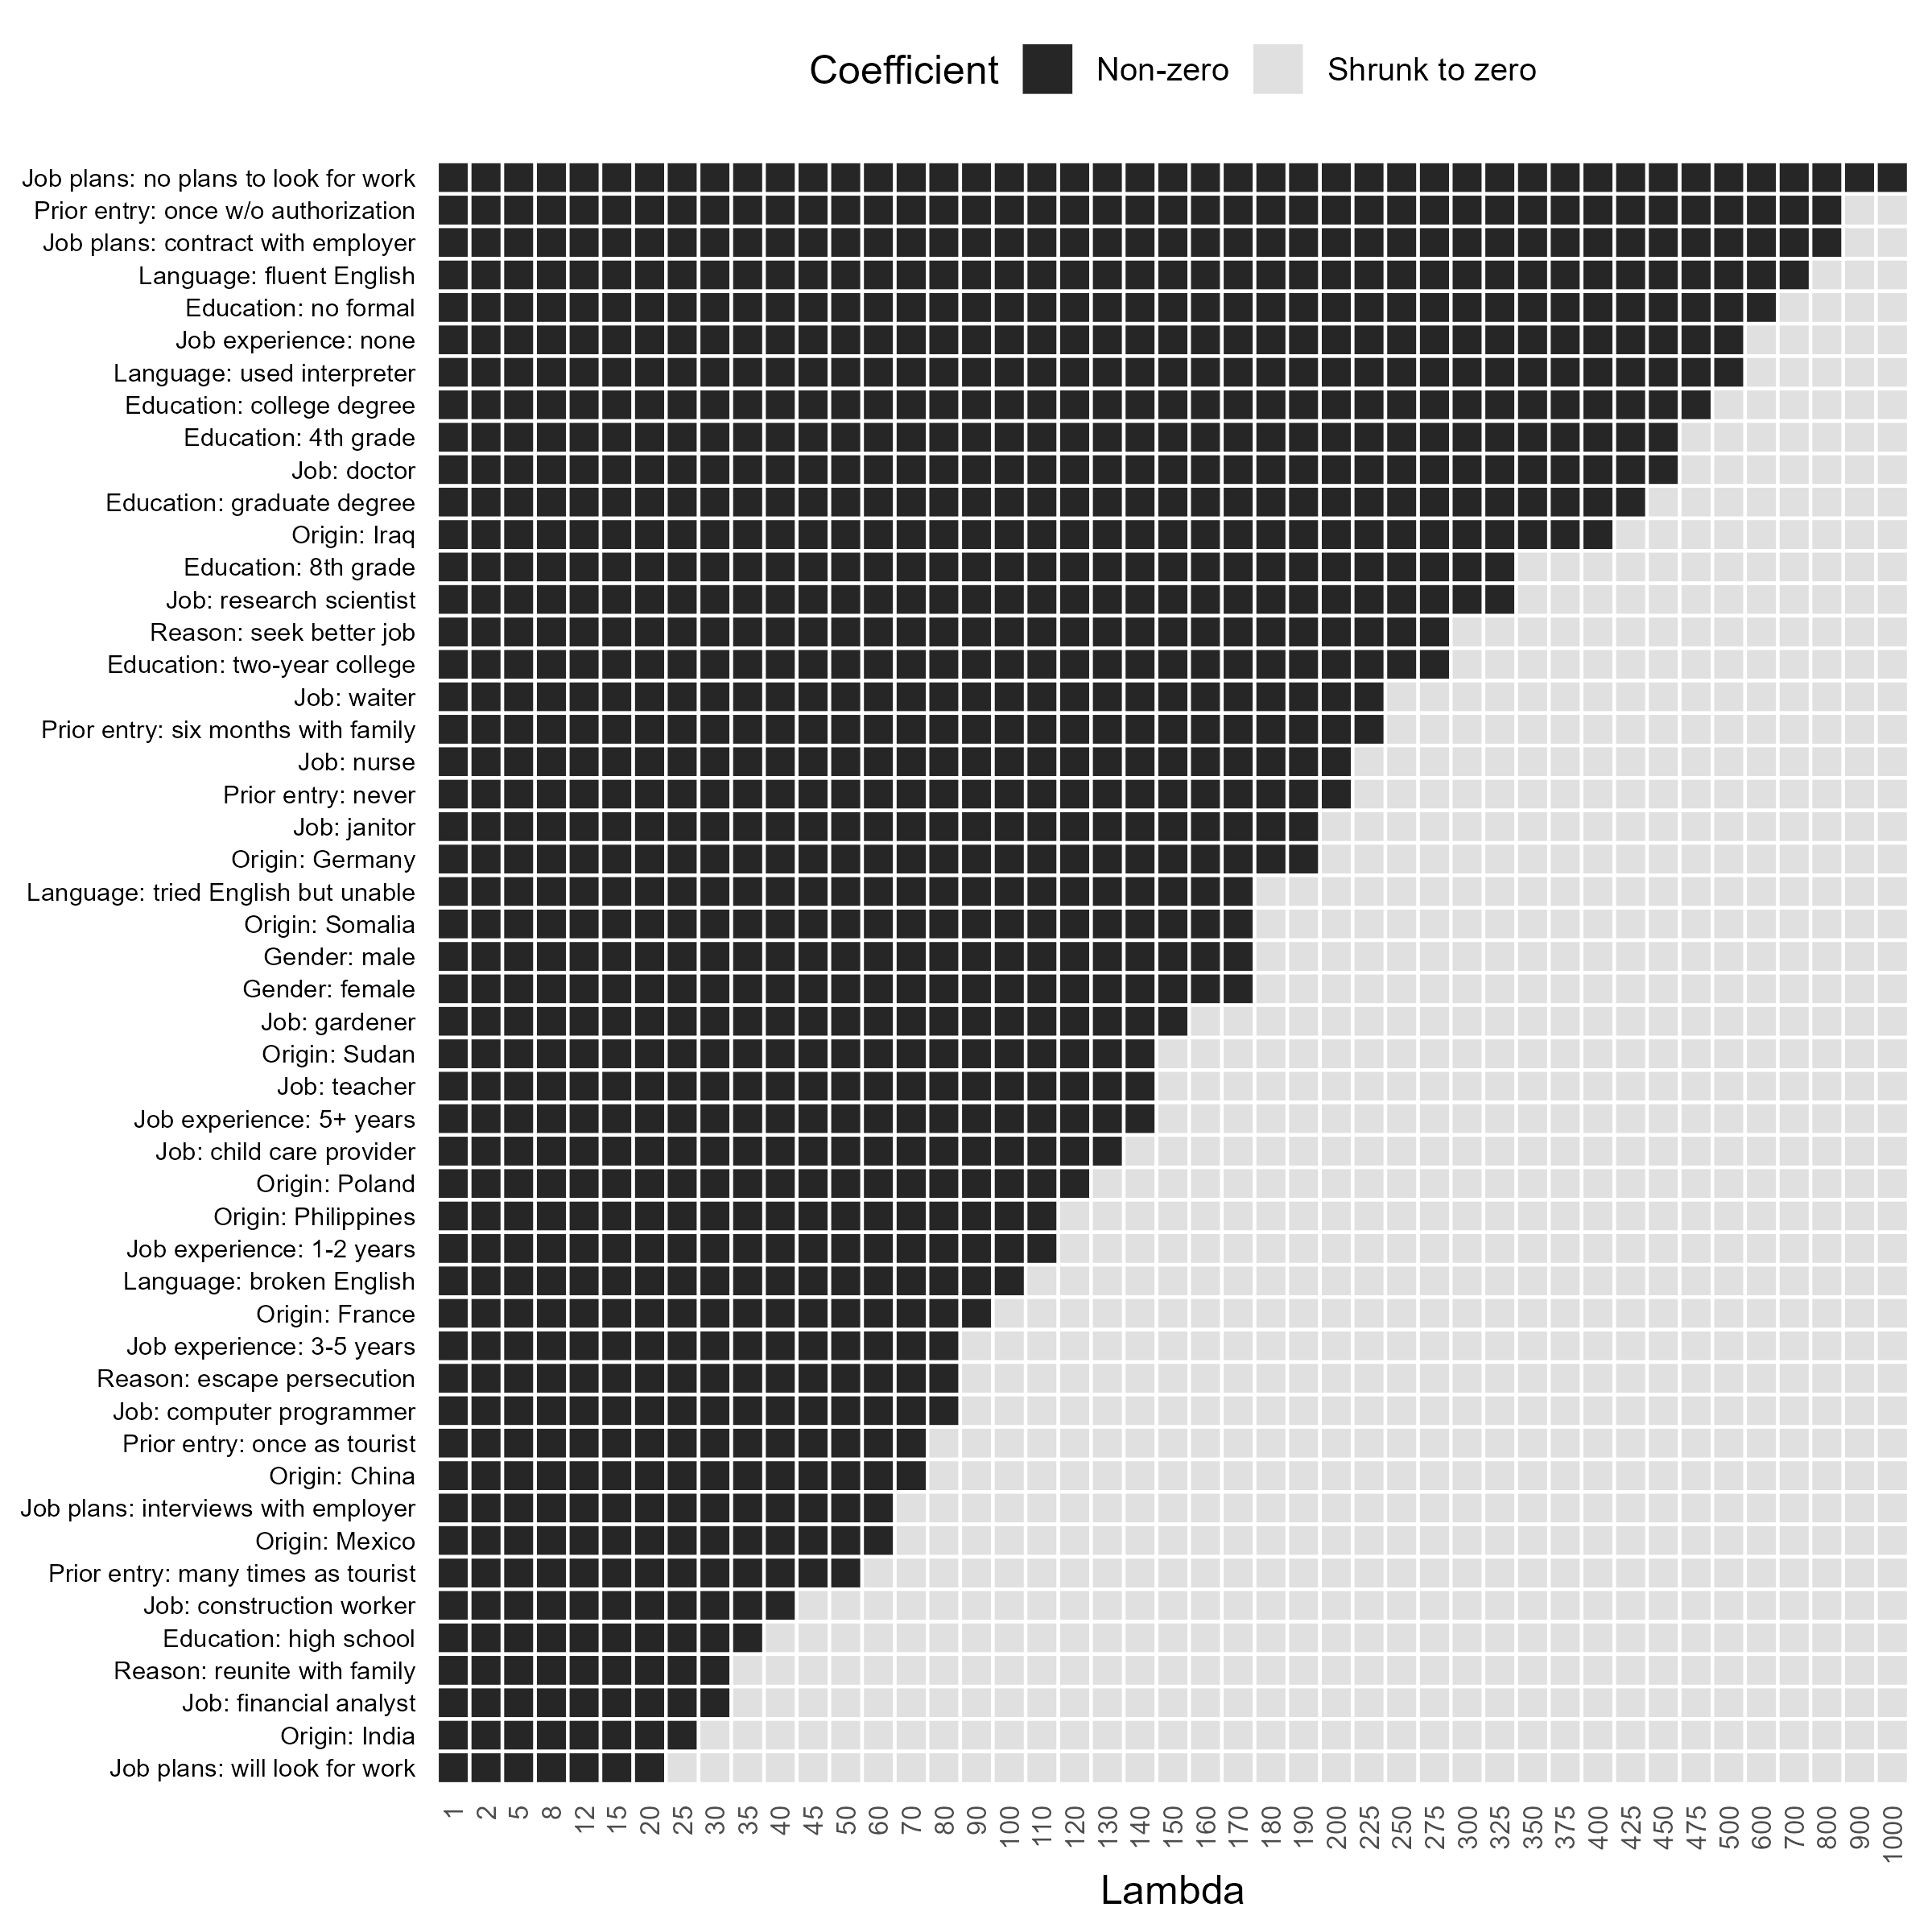 Coefficient Non-zero Shrunk to zero
Job plans: no plans to look for work
Prior entry: once w/o authorization
Job plans: contract with employer
Language: fluent English
Education: no formal
Job experience: none
Language: used interpreter
Education: college degree
Education: 4th grade
Job: doctor
Education: graduate degree
Origin: Iraq
Education: 8th grade
Job: research scientist
Reason: seek better job
Education: two-year college
Job: waiter
Prior entry: six months with family
Job: nurse
Prior entry: never
Job: janitor
Origin: Germany
Language: tried English but unable
Origin: Somalia
Gender: male
Gender: female
Job: gardener
Origin: Sudan
Job: teacher
Job experience: 5+ years
Job: child care provider
Origin: Poland
Origin: Philippines
Job experience: 1-2 years
Language: broken English
Origin: France
Job experience: 3-5 years
Reason: escape persecution
Job: computer programmer
Prior entry: once as tourist
Origin: China
Job plans: interviews with employer
Origin: Mexico
Prior entry: many times as tourist
Job: construction worker
Education: high school
Reason: reunite with family
Job: financial analyst
Origin: India
Job plans: will look for work
1 2 5 8 12 15 20 25 30 35 40 45 50 60 70 80 90 100 110 120 130 140 150 160 170 180 190 200 225 250 275 300 325 350 375 400 425 450 475 500 600 700 800 900 1000
Lambda